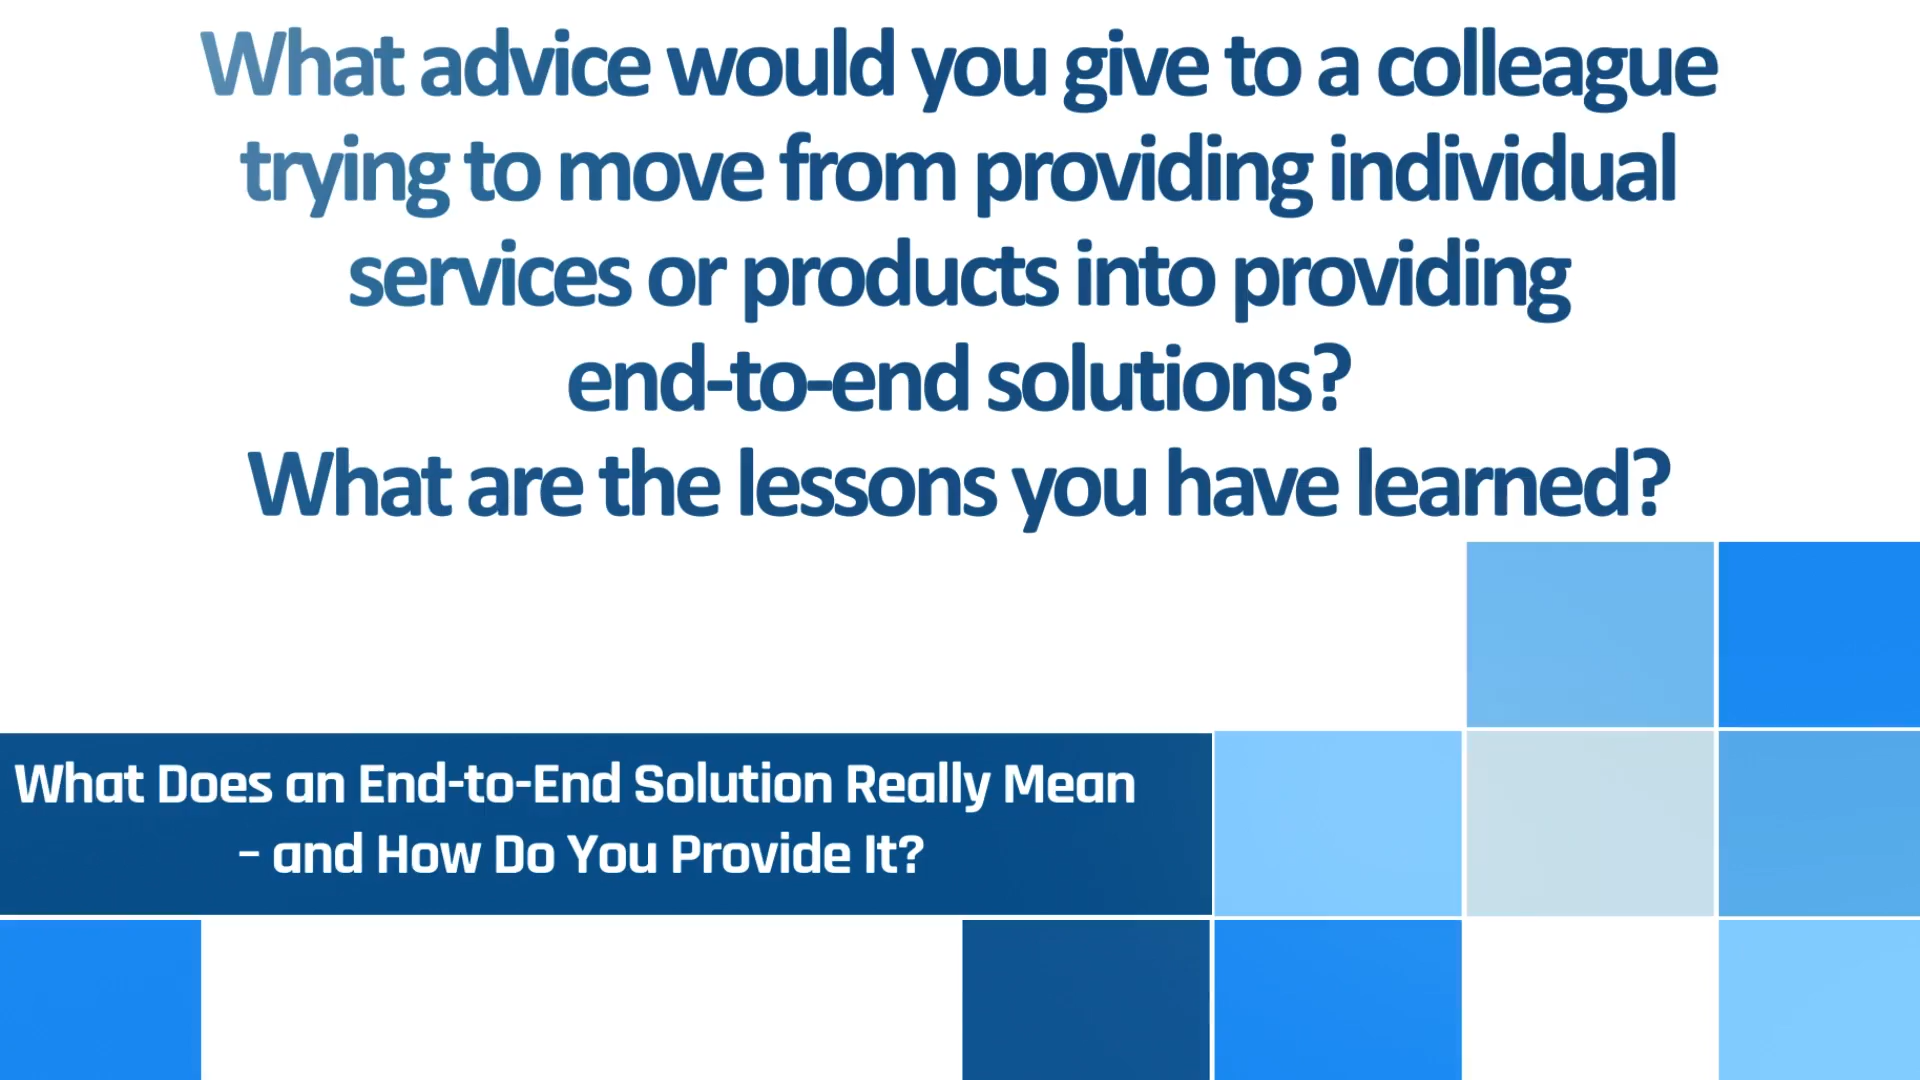 What advice would you give to a colleague
trying to move from providing individual
services or products into providing
end-to-end solutions?
What are the lessons you have learned?
What Does an End-to-End Solution Really Mean
– and How Do You Provide It?